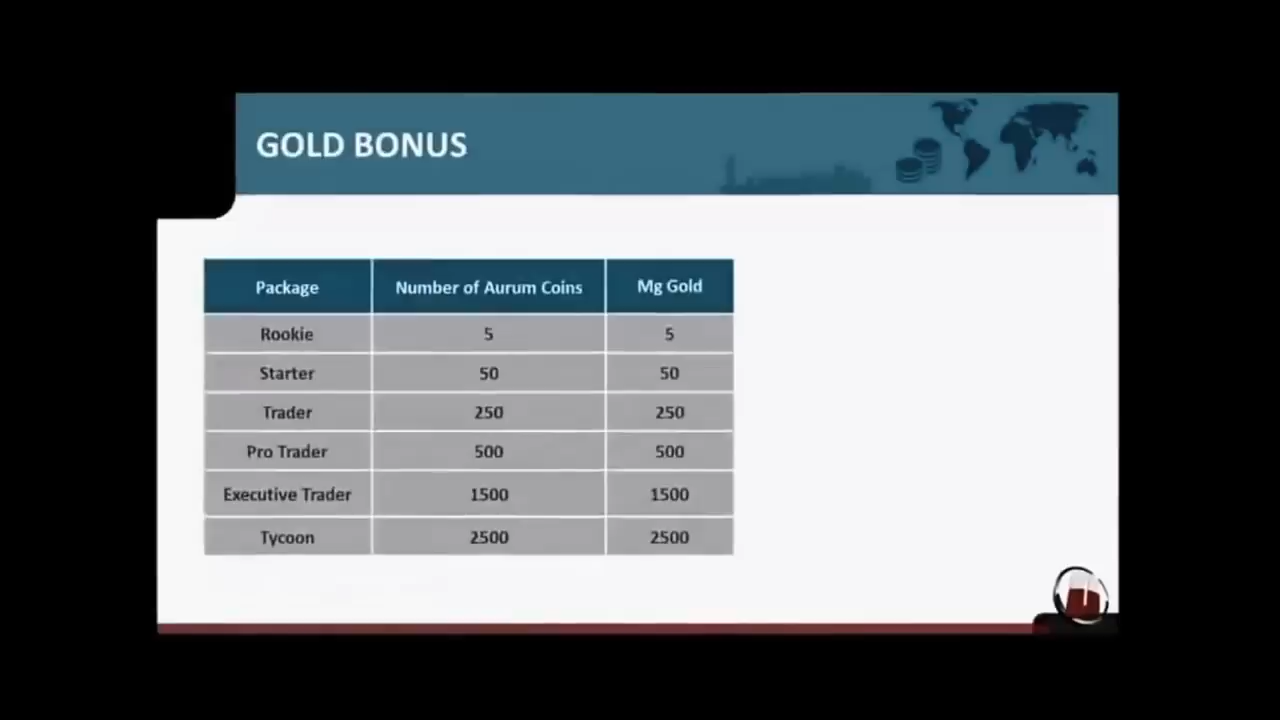 GOLD BONUS
Package Number of Aurum Coins Mg Gold
Rookie 5 5
Starter 50 50
Trader 250 250
Pro Trader 500 500
Executive Trader 1500 1500
Tycoon 2500 2500